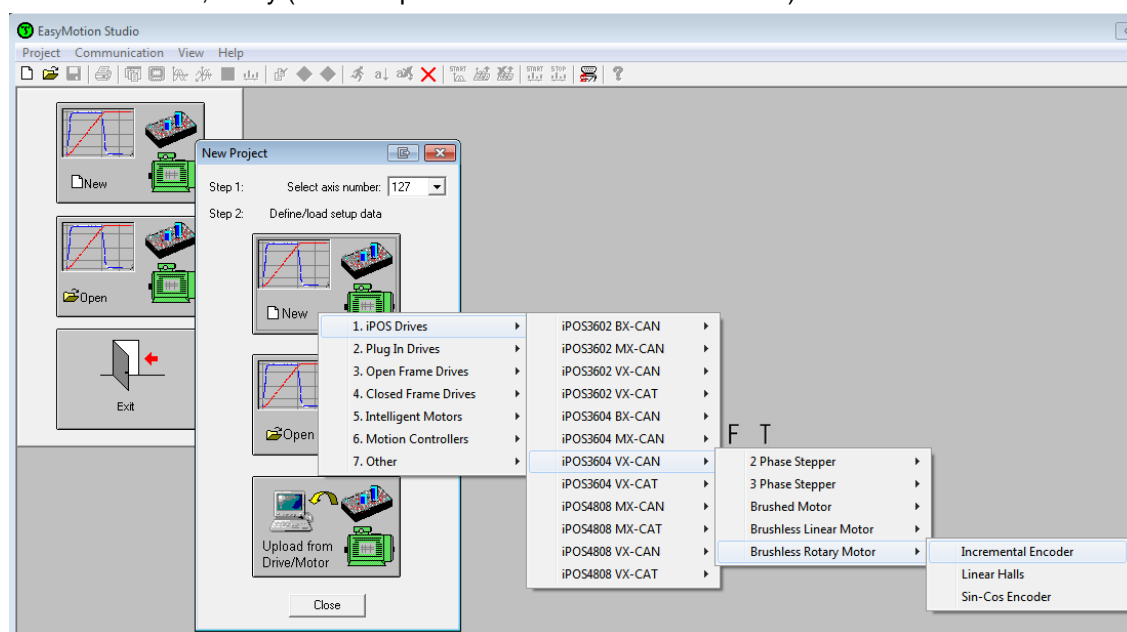 EasyMotion Studio
Project Communication View Help
New
Open
Exit
New Project
Step 1: Select axis number: 127
Step 2: Define/load setup data
New
Open
Upload from
Drive/Motor
Close
1. iPOS Drives
2. Plug In Drives
3. Open Frame Drives
4. Closed Frame Drives
5. Intelligent Motors
6. Motion Controllers
7. Other
iPOS3602 BX-CAN
iPOS3602 MX-CAN
iPOS3602 VX-CAN
iPOS3602 VX-CAT
iPOS3604 BX-CAN
iPOS3604 MX-CAN
iPOS3604 VX-CAN
iPOS3604 VX-CAT
iPOS4808 MX-CAN
iPOS4808 MX-CAT
iPOS4808 VX-CAN
iPOS4808 VX-CAT
F T
2 Phase Stepper
3 Phase Stepper
Brushed Motor
Brushless Linear Motor
Brushless Rotary Motor
Incremental Encoder
Linear Halls
Sin-Cos Encoder